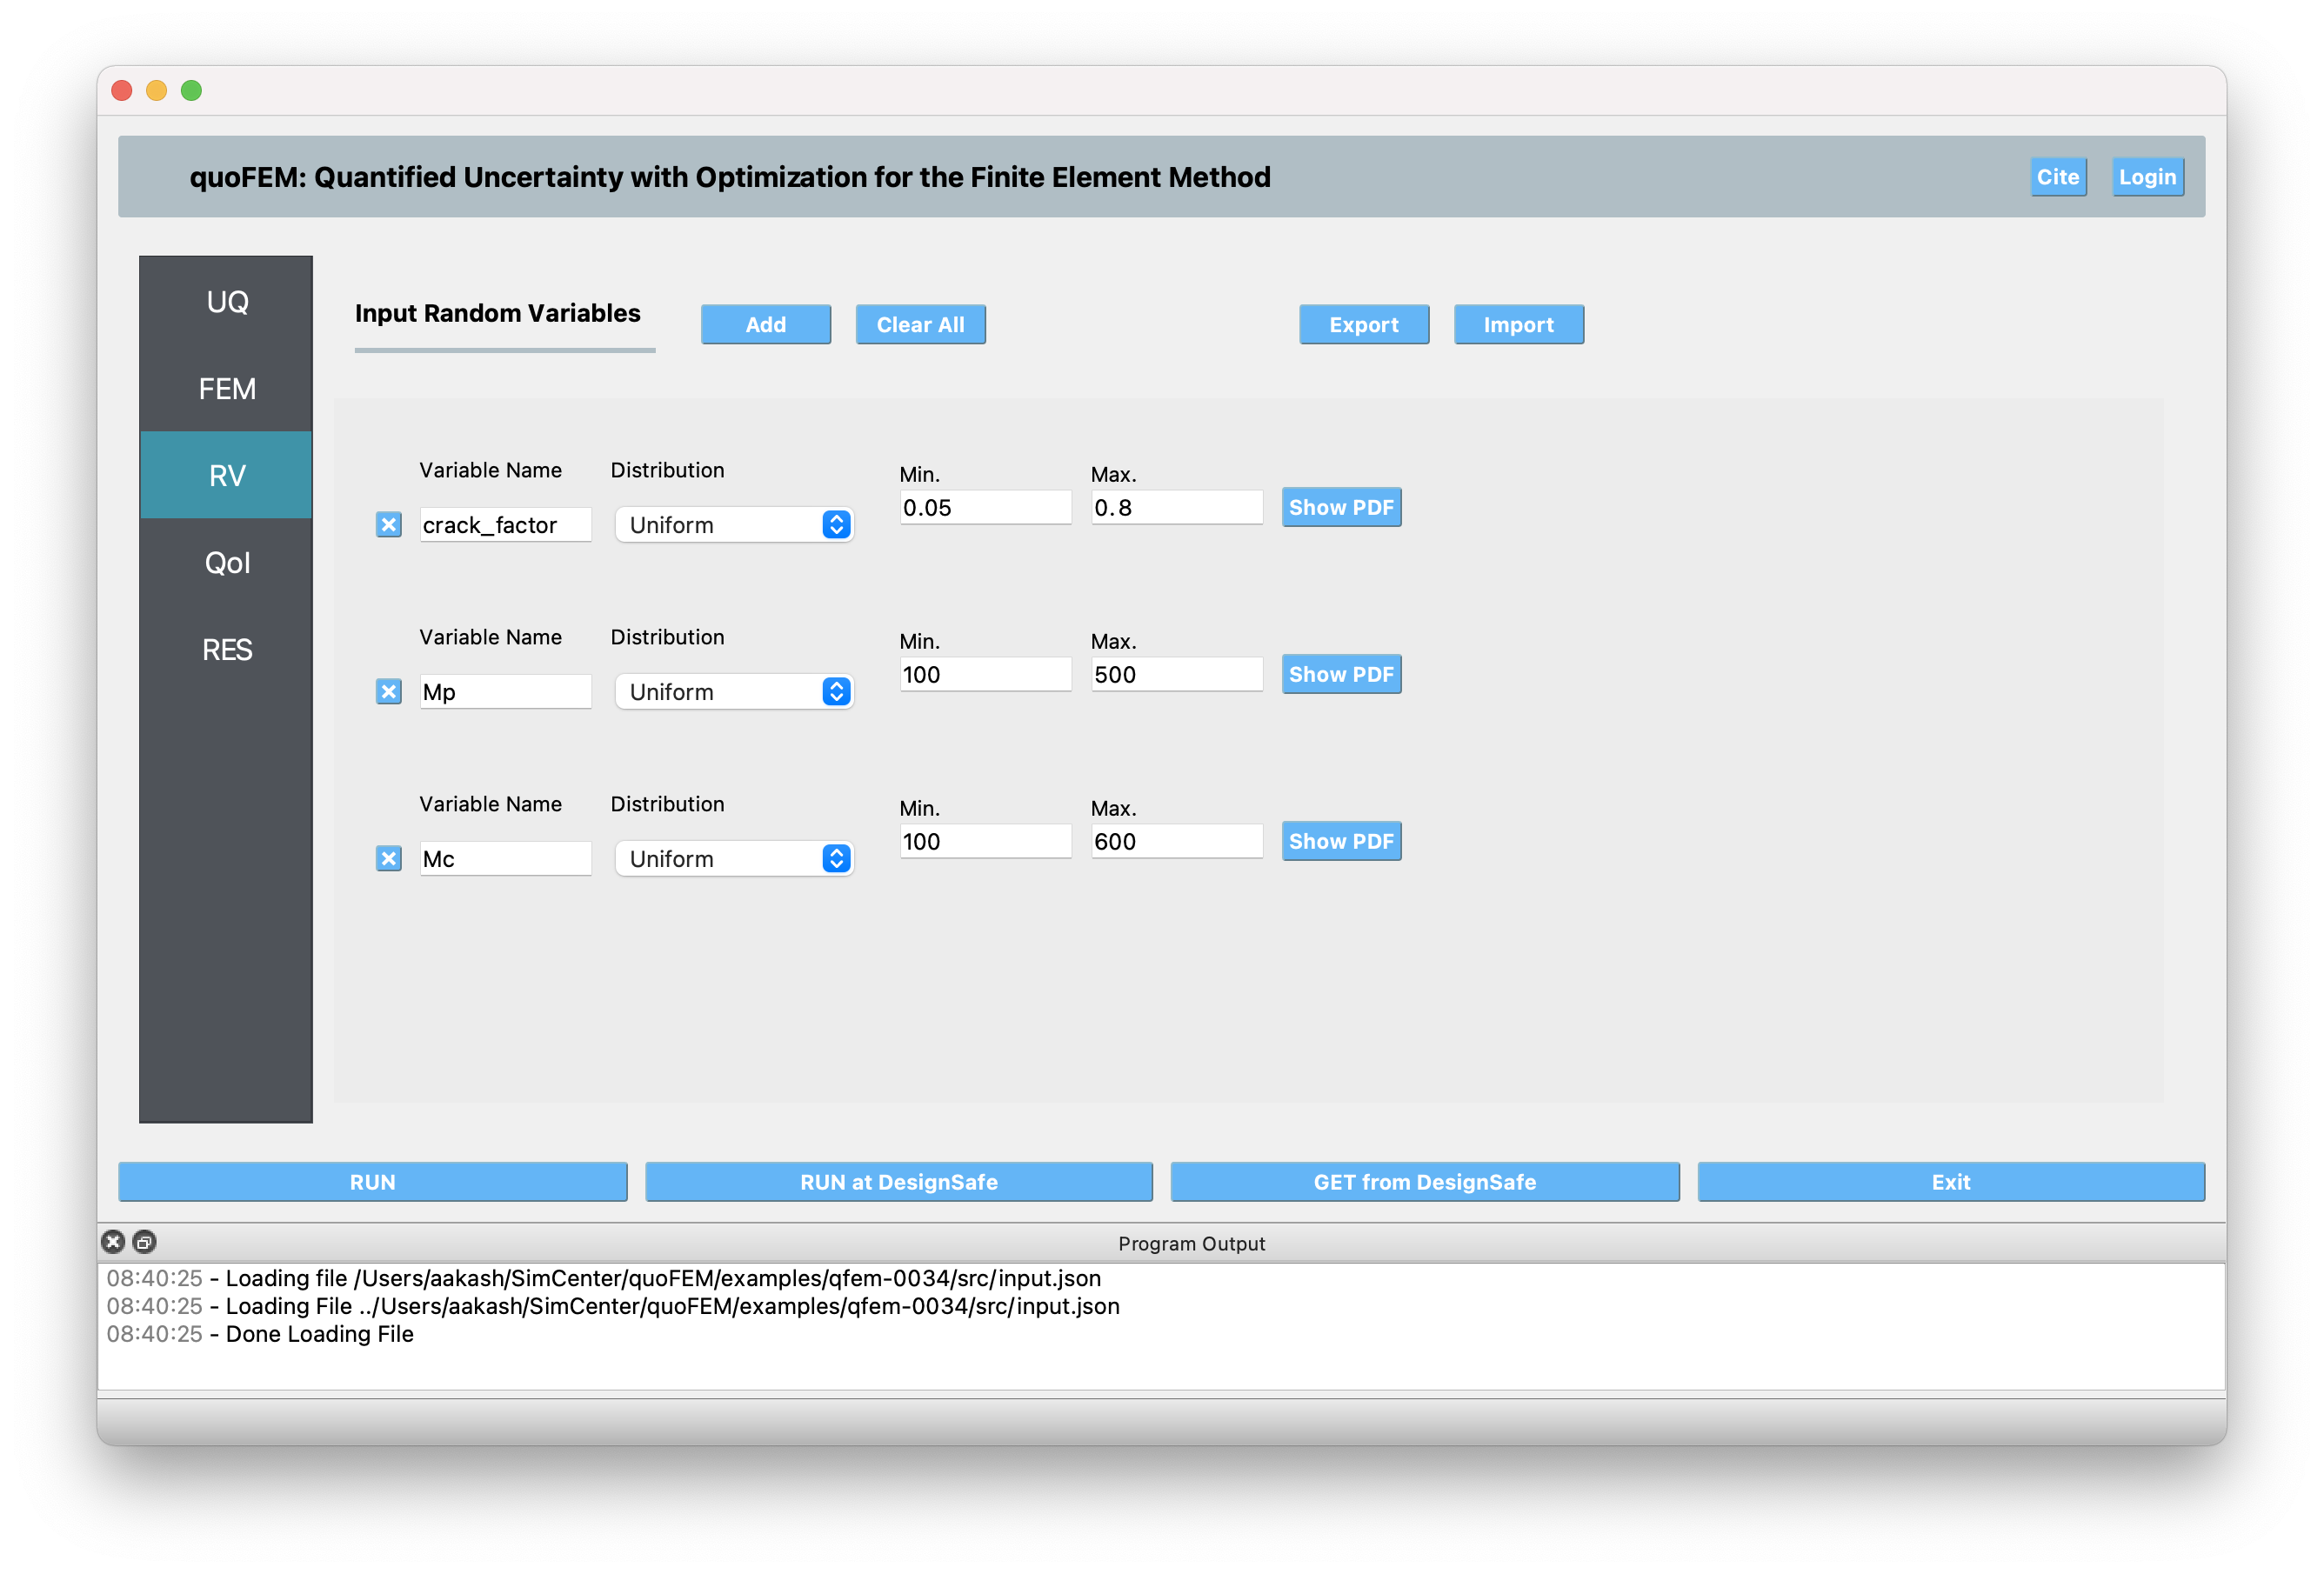 quoFEM: Quantified Uncertainty with Optimization for the Finite Element Method
Cite
Login
UQ
FEM
RV
QoI
RES
Input Random Variables
Add
Clear All
Export
Import
Variable Name
Distribution
Min.
Max.
crack_factor
Uniform
0.05
0.8
Show PDF
Variable Name
Distribution
Min.
Max.
Mp
Uniform
100
500
Show PDF
Variable Name
Distribution
Min.
Max.
Mc
Uniform
100
600
Show PDF
RUN
RUN at DesignSafe
GET from DesignSafe
Exit
Program Output
08:40:25 - Loading file /Users/aakash/SimCenter/quoFEM/examples/qfem-0034/src/input.json
08:40:25 - Loading File ../Users/aakash/SimCenter/quoFEM/examples/qfem-0034/src/input.json
08:40:25 - Done Loading File